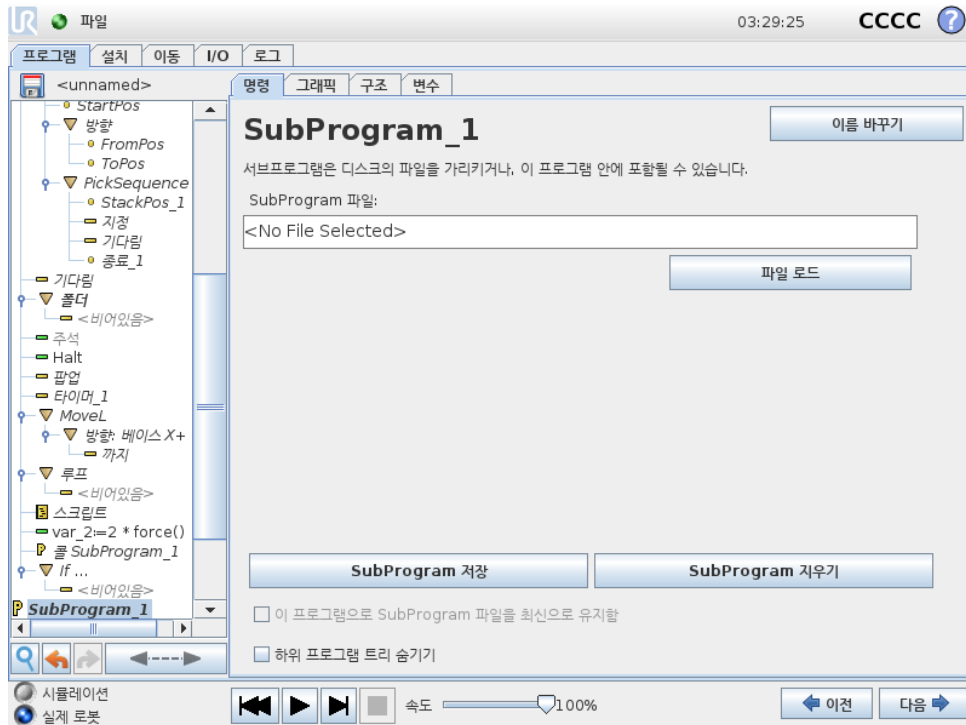 UR 파일 03:29:25 CCCC ?
프로그램 설치 이동 I/O 로그
<unnamed>
명령 그래픽 구조 변수
StartPos
방향
FromPos
ToPos
PickSequence
StackPos_1
지정
기다림
종료_1
기다림
폴더
<비어있음>
주석
Halt
팝업
타이머_1
MoveL
방향: 베이스 X+
까지
루프
<비어있음>
스크립트
var_2:=2 * force()
콜 SubProgram_1
If ...
<비어있음>
P SubProgram_1
SubProgram_1
이름 바꾸기
서브프로그램은 디스크의 파일을 가리키거나, 이 프로그램 안에 포함될 수 있습니다.
SubProgram 파일:
<No File Selected>
파일 로드
SubProgram 저장
SubProgram 지우기
이 프로그램으로 SubProgram 파일을 최신으로 유지함
하위 프로그램 트리 숨기기
시뮬레이션
실제 로봇
속도 100%
이전
다음